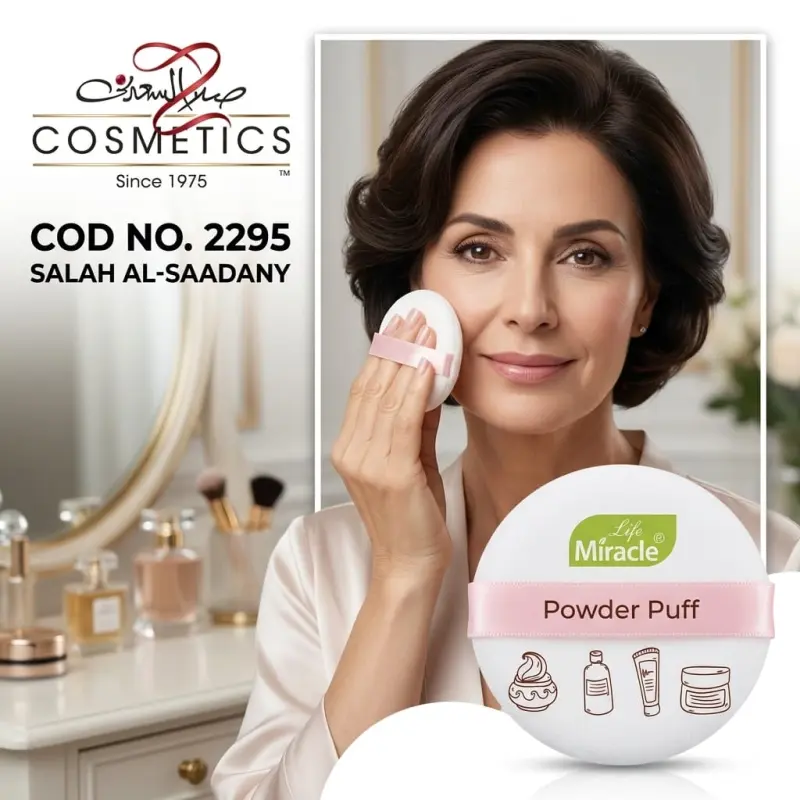 صلاح السعدني
COSMETICS
Since 1975
TM
COD NO. 2295
SALAH AL-SAADANY
Life
Miracle®
Powder Puff